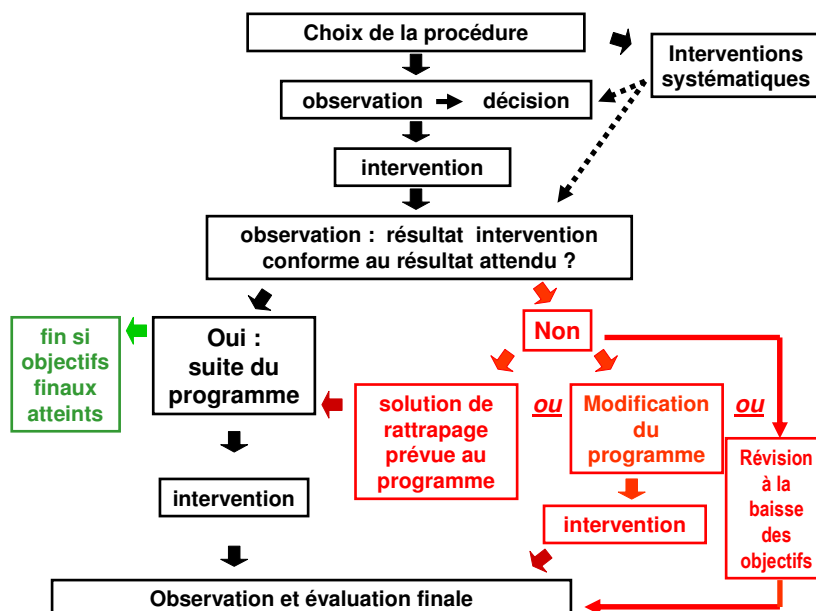 Choix de la procédure
Interventions
systématiques
observation → décision
intervention
observation : résultat intervention
conforme au résultat attendu ?
fin si
objectifs
finaux
atteints
Oui :
suite du
programme
Non
solution de
rattrapage
prévue au
programme
ou
Modification
du
programme
ou
Révision
à la
baisse
des
objectifs
intervention
intervention
Observation et évaluation finale